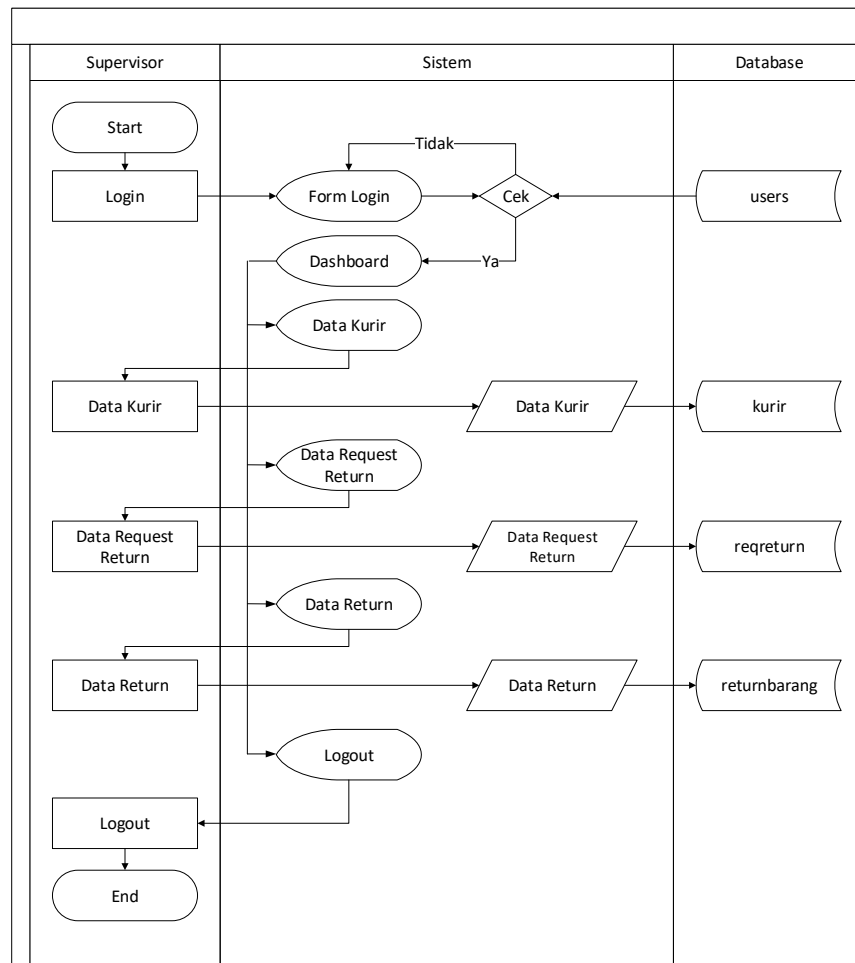 Supervisor
Sistem
Database
Start
Tidak
Login
Form Login
Cek
users
Dashboard
Ya
Data Kurir
Data Kurir
Data Kurir
kurir
Data Request
Return
Data Request
Return
Data Request
Return
reqreturn
Data Return
Data Return
Data Return
returnbarang
Logout
Logout
End